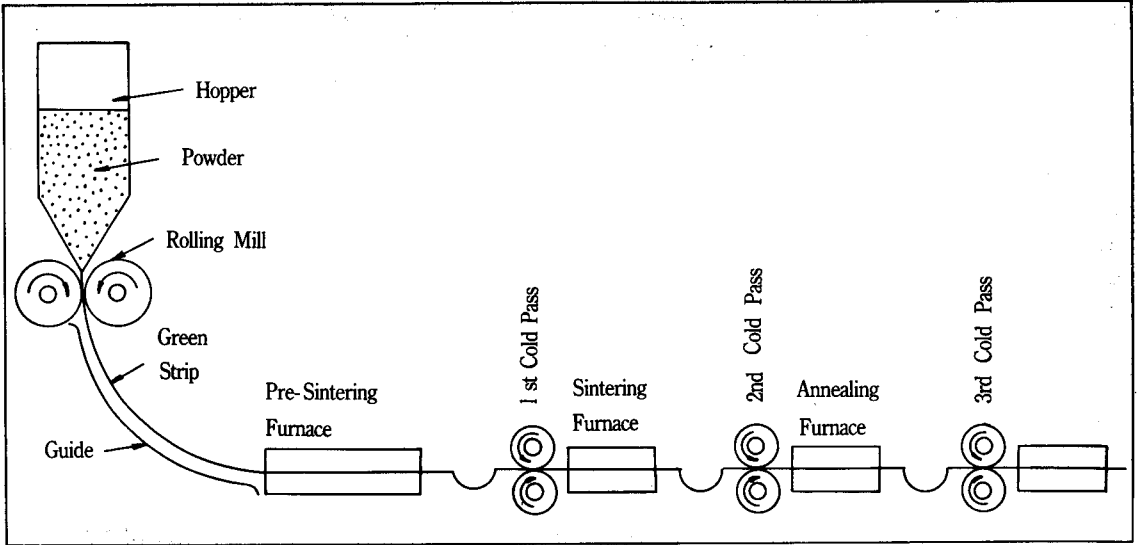 Hopper
Powder
Rolling Mill
Green
Strip
Guide
Pre-Sintering
Furnace
1 st Cold Pass
Sintering
Furnace
2nd Cold Pass
Annealing
Furnace
3rd Cold Pass